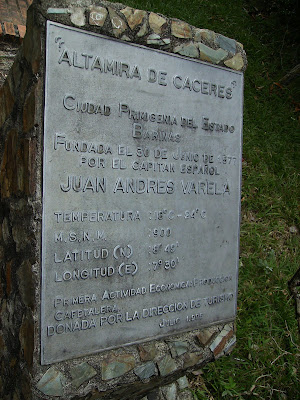 "ALTAMIRA DE CACERES"
CIUDAD PRIMIGENIA DEL ESTADO
BARINAS
FUNDADA EL 30 DE JUNIO DE 1577
POR EL CAPITAN ESPAÑOL
JUAN ANDRES VARELA
TEMPERATURA
M.S.N.M.
LATITUD (N)
LONGITUD (E)
PRIMERA ACTIVIDAD ECONOMICA
CAFETALERA
DONADA POR LA DIRECCION DE TURISMO